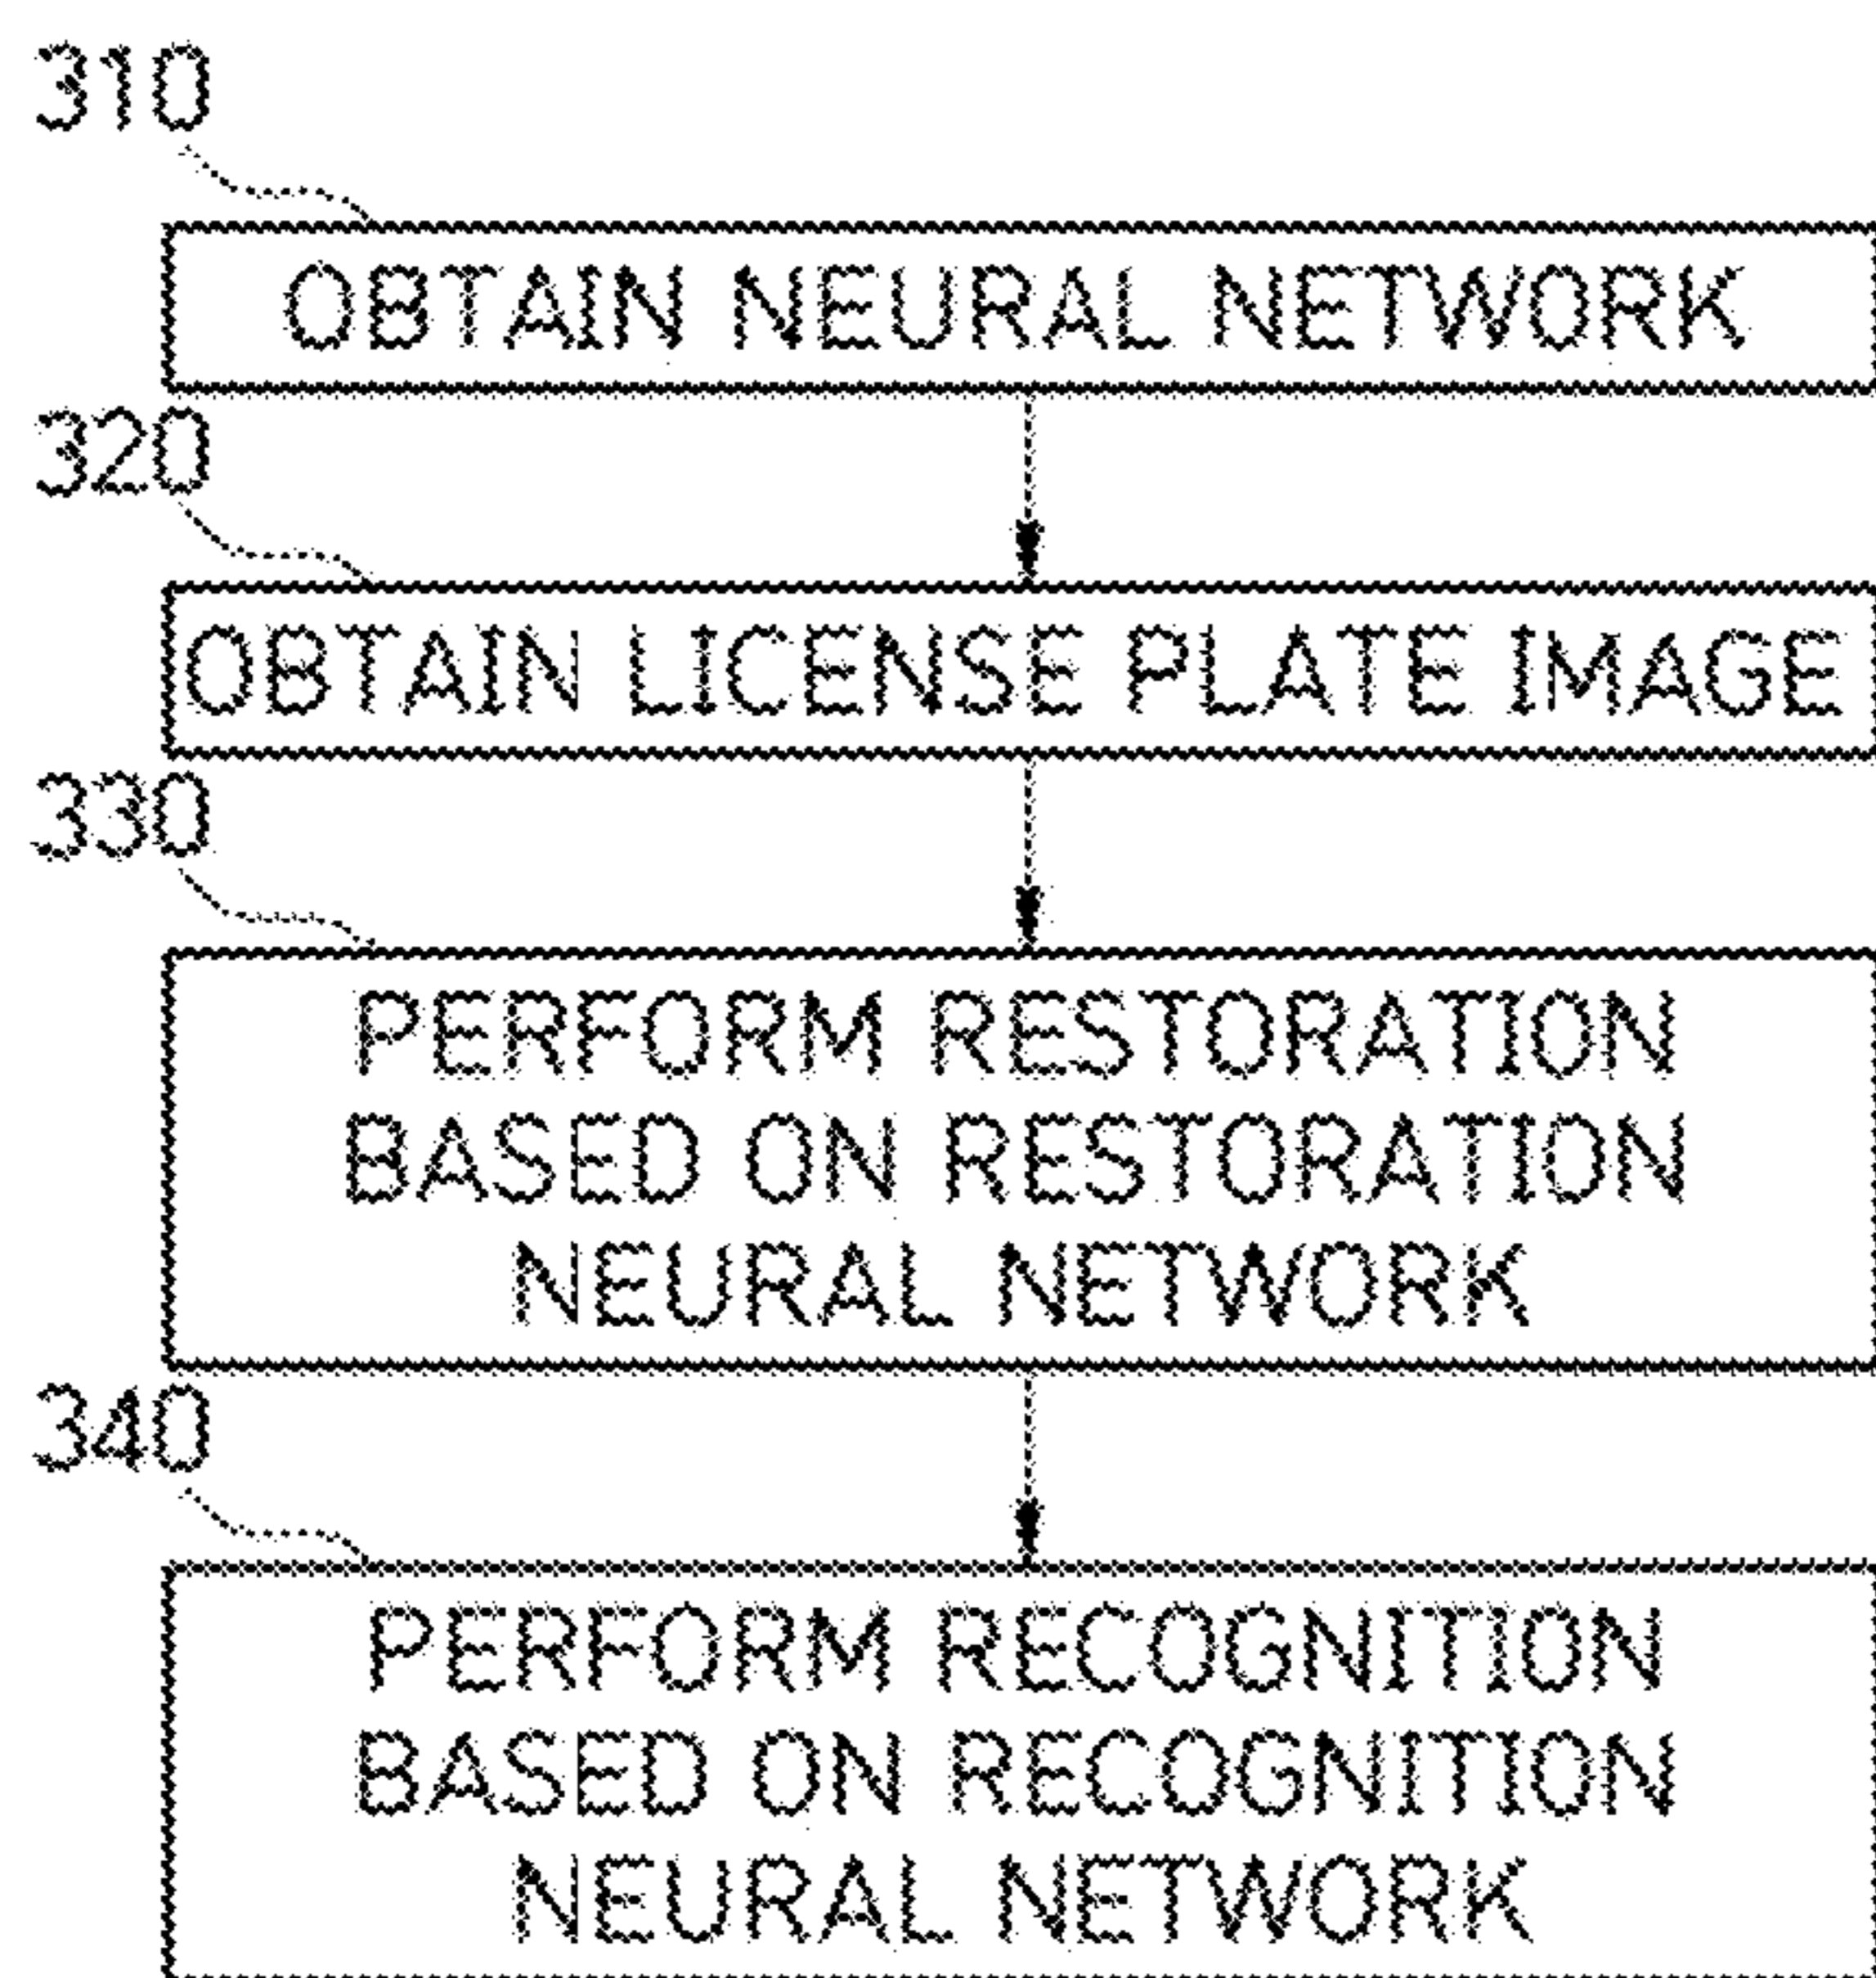 310
OBTAIN NEURAL NETWORK
320
OBTAIN LICENSE PLATE IMAGE
330
PERFORM RESTORATION
BASED ON RESTORATION
NEURAL NETWORK
340
PERFORM RECOGNITION
BASED ON RECOGNITION
NEURAL NETWORK